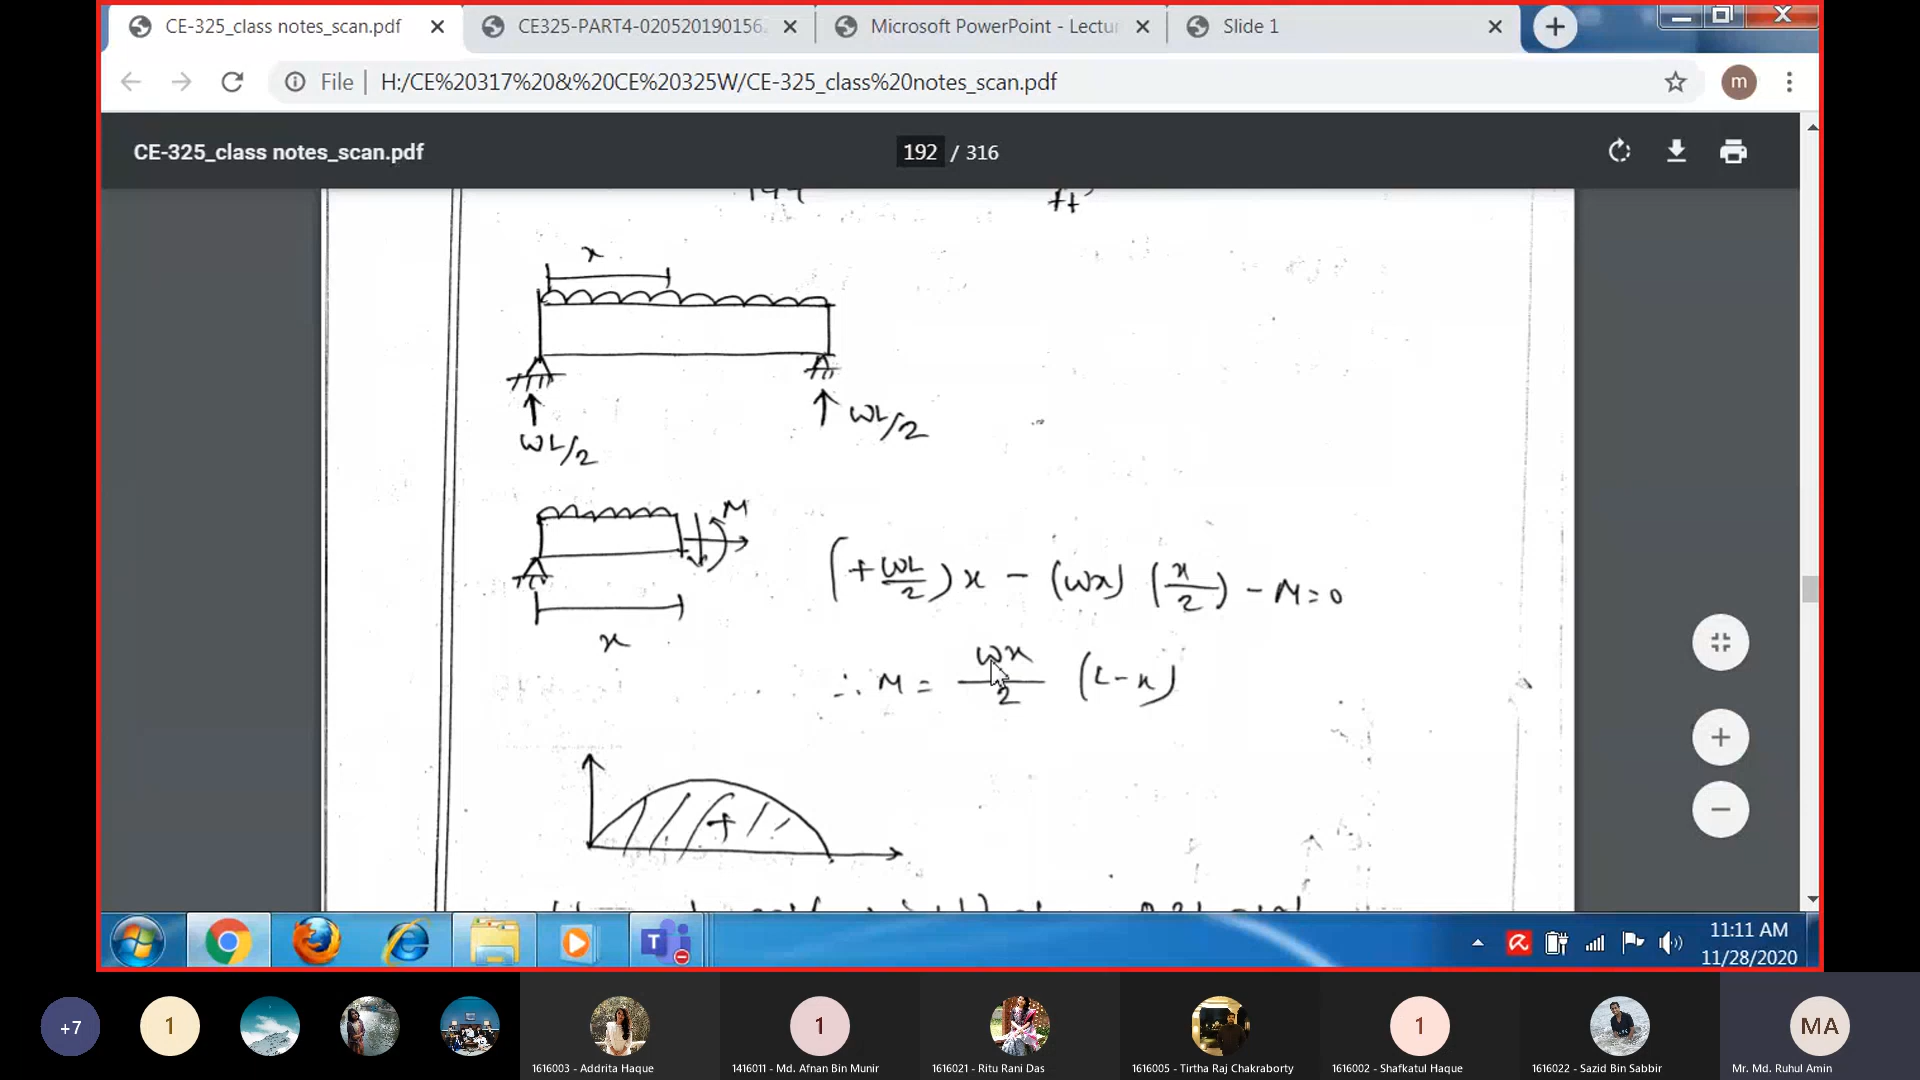 CE-325_class notes_scan.pdf
CE325-PART4-0205201901562
Microsoft PowerPoint - Lectur
Slide 1
File
H:/CE%20317%20&%20CE%20325W/CE-325_class%20notes_scan.pdf
m
CE-325_class notes_scan.pdf
192 / 316
x
WL/2
WL/2
M
x
(+WL/2)x - (wx) (x/2) - M=0
∴ M = wx/2 (L-x)
+
11:11 AM
11/28/2020
+7
1
1616003 - Addrita Haque
1
1416011 - Md. Afnan Bin Munir
1616021 - Ritu Rani Das
1616005 - Tirtha Raj Chakraborty
1
1616002 - Shafkatul Haque
1616022 - Sazid Bin Sabbir
MA
Mr. Md. Ruhul Amin